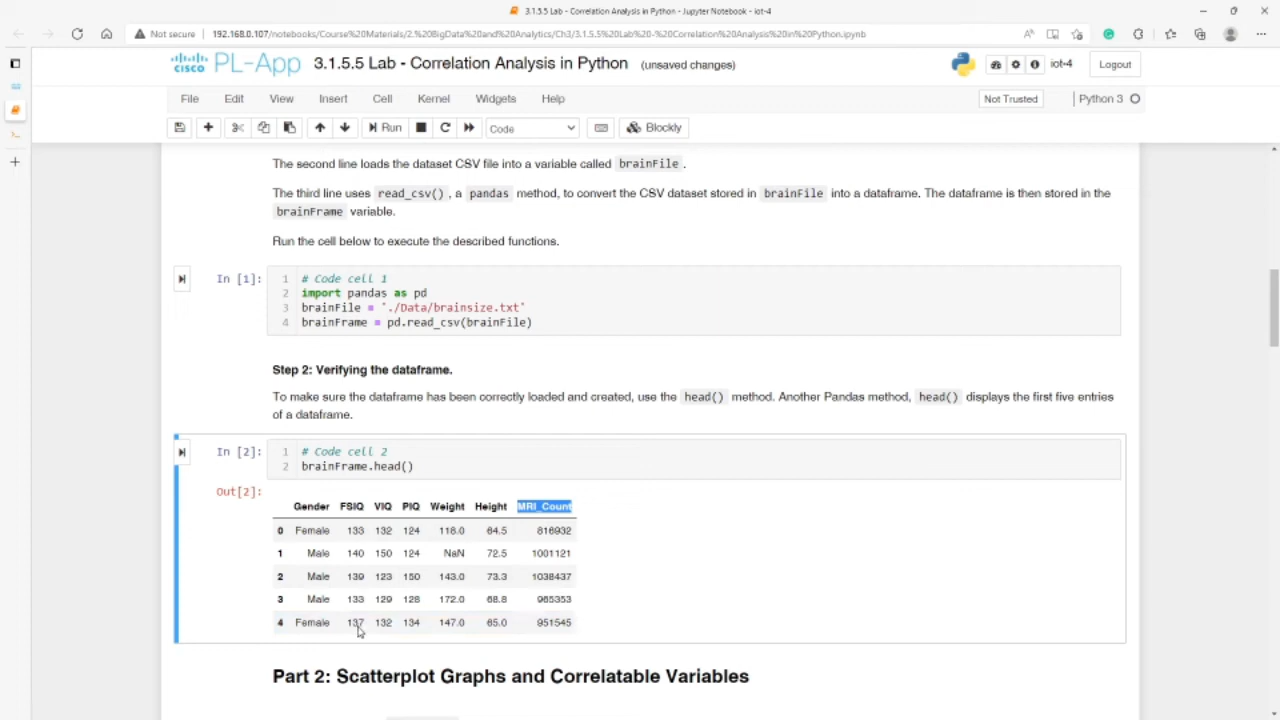 3.1.5.5 Lab - Correlation Analysis in Python - Jupyter Notebook - iot-4
Not secure | 192.168.0.107/notebooks/Course%20Materials/2.%20BigData%20and%20Analytics/Ch3/3.1.5.5%20Lab%20-%20Correlation%20Analysis%20in%20Python.ipynb
cisco PL-App 3.1.5.5 Lab - Correlation Analysis in Python (unsaved changes) iot-4 Logout
File Edit View Insert Cell Kernel Widgets Help Not Trusted Python 3
Run Code Blockly
The second line loads the dataset CSV file into a variable called brainFile.
The third line uses read_csv(), a pandas method, to convert the CSV dataset stored in brainFile into a dataframe. The dataframe is then stored in the
brainFrame variable.
Run the cell below to execute the described functions.
In [1]: 1 # Code cell 1
2 import pandas as pd
3 brainFile = './Data/brainsize.txt'
4 brainFrame = pd.read_csv(brainFile)
Step 2: Verifying the dataframe.
To make sure the dataframe has been correctly loaded and created, use the head() method. Another Pandas method, head() displays the first five entries
of a dataframe.
In [2]: 1 # Code cell 2
2 brainFrame.head()
Out[2]:
Gender FSIQ VIQ PIQ Weight Height MRI_Count
0 Female 133 132 124 118.0 64.5 816932
1 Male 140 150 124 NaN 72.5 1001121
2 Male 139 123 150 143.0 73.3 1038437
3 Male 133 129 128 172.0 68.8 965353
4 Female 137 132 134 147.0 65.0 951545
Part 2: Scatterplot Graphs and Correlatable Variables